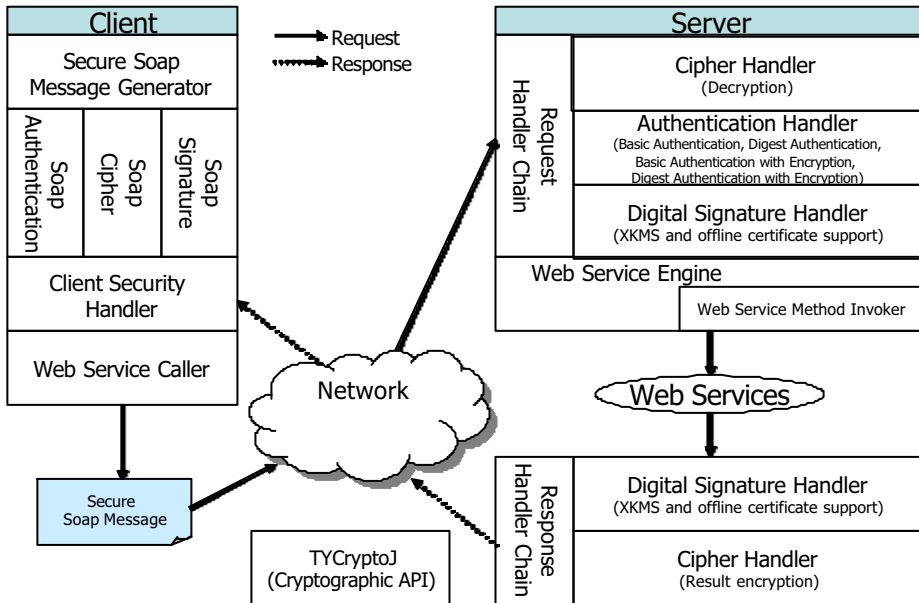 Client
Secure Soap
Message Generator
Soap
Authentication
Soap
Cipher
Soap
Signature
Client Security
Handler
Web Service Caller
Secure
Soap Message
Request
Response
Network
TYCryptoJ
(Cryptographic API)
Server
Request
Handler Chain
Cipher Handler
(Decryption)
Authentication Handler
(Basic Authentication, Digest Authentication,
Basic Authentication with Encryption,
Digest Authentication with Encryption)
Digital Signature Handler
(XKMS and offline certificate support)
Web Service Engine
Web Service Method Invoker
Web Services
Response
Handler Chain
Digital Signature Handler
(XKMS and offline certificate support)
Cipher Handler
(Result encryption)